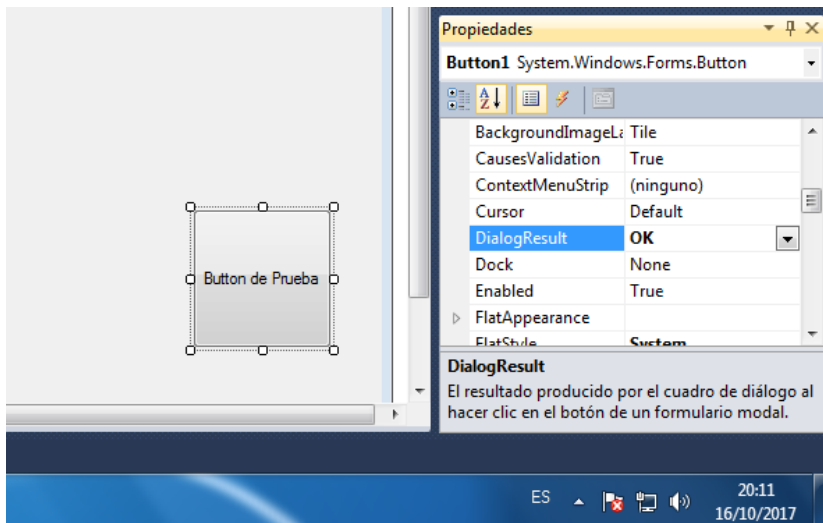 Propiedades
Button1 System.Windows.Forms.Button
BackgroundImageLa Tile
CausesValidation True
ContextMenuStrip (ninguno)
Cursor Default
DialogResult OK
Dock None
Enabled True
FlatAppearance
FlatStyle System
Button de Prueba
DialogResult
El resultado producido por el cuadro de diálogo al
hacer clic en el botón de un formulario modal.
ES
20:11
16/10/2017